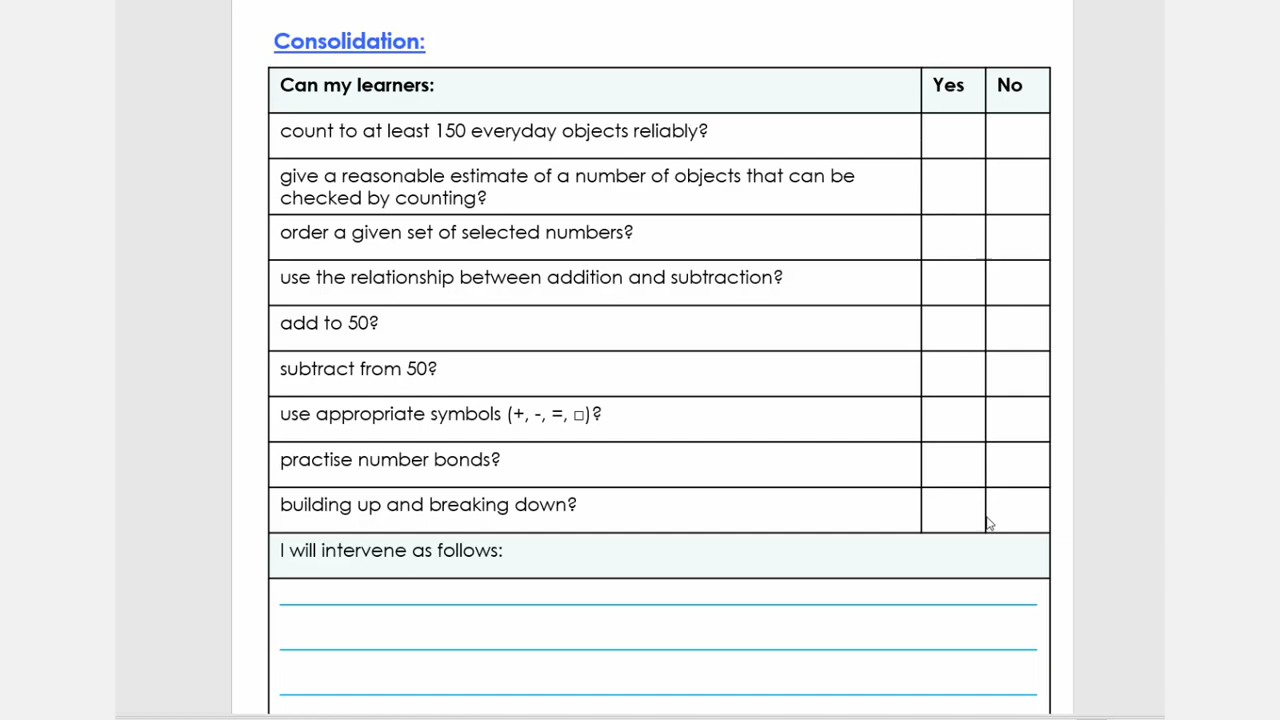 Consolidation:
Can my learners: Yes No
count to at least 150 everyday objects reliably?
give a reasonable estimate of a number of objects that can be
checked by counting?
order a given set of selected numbers?
use the relationship between addition and subtraction?
add to 50?
subtract from 50?
use appropriate symbols (+, -, =, □)?
practise number bonds?
building up and breaking down?
I will intervene as follows: